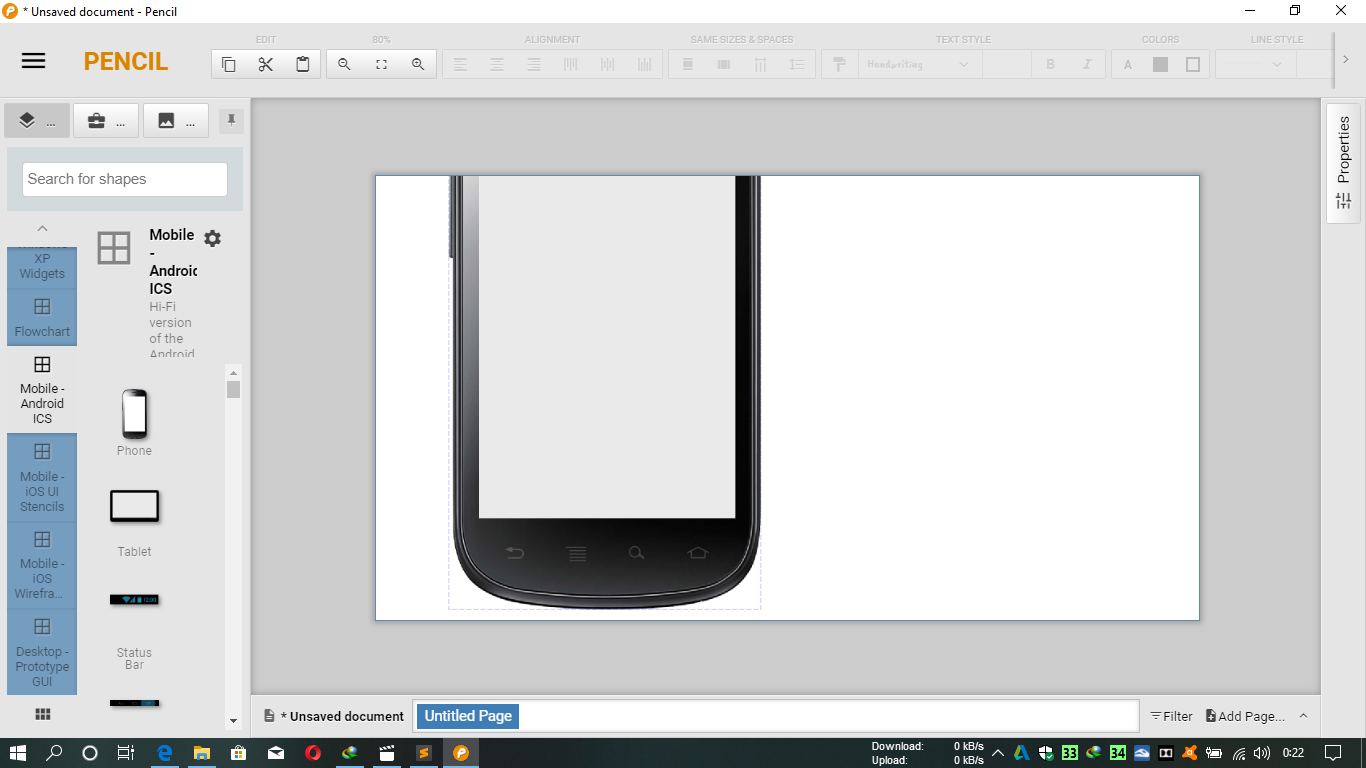 * Unsaved document - Pencil
PENCIL
EDIT
80%
ALIGNMENT
SAME SIZES & SPACES
TEXT STYLE
COLORS
LINE STYLE
Handwriting
B
I
A
...
...
...
Search for shapes
XP
Widgets
Flowchart
Mobile -
Android
ICS
Mobile -
iOS UI
Stencils
Mobile -
iOS
Wirefra...
Desktop -
Prototype
GUI
Mobile
-
Android
ICS
Hi-Fi
version
of the
Android
Phone
Tablet
12:00
Status
Bar
Properties
* Unsaved document
Untitled Page
Filter
Add Page...
Download: 0 kB/s
Upload: 0 kB/s
33
34
0:22